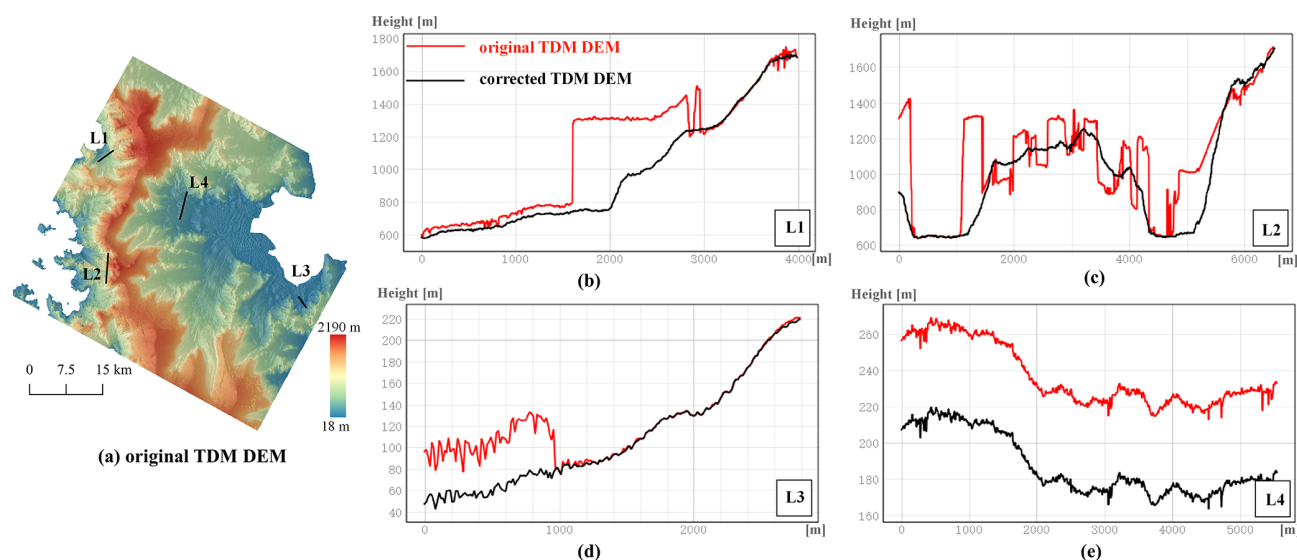 L1
L4
L2
L3
2190 m
18 m
0 7.5 15 km
(a) original TDM DEM
Height [m]
1800
1600
1400
1200
1000
800
600
0 1000 2000 3000 4000 [m]
original TDM DEM
corrected TDM DEM
L1
(b)
Height [m]
1600
1400
1200
1000
800
600
0 2000 4000 6000 [m]
L2
(c)
Height [m]
220
200
180
160
140
120
100
80
60
40
0 1000 2000 [m]
L3
(d)
Height [m]
260
240
220
200
180
160
0 1000 2000 3000 4000 5000 [m]
L4
(e)